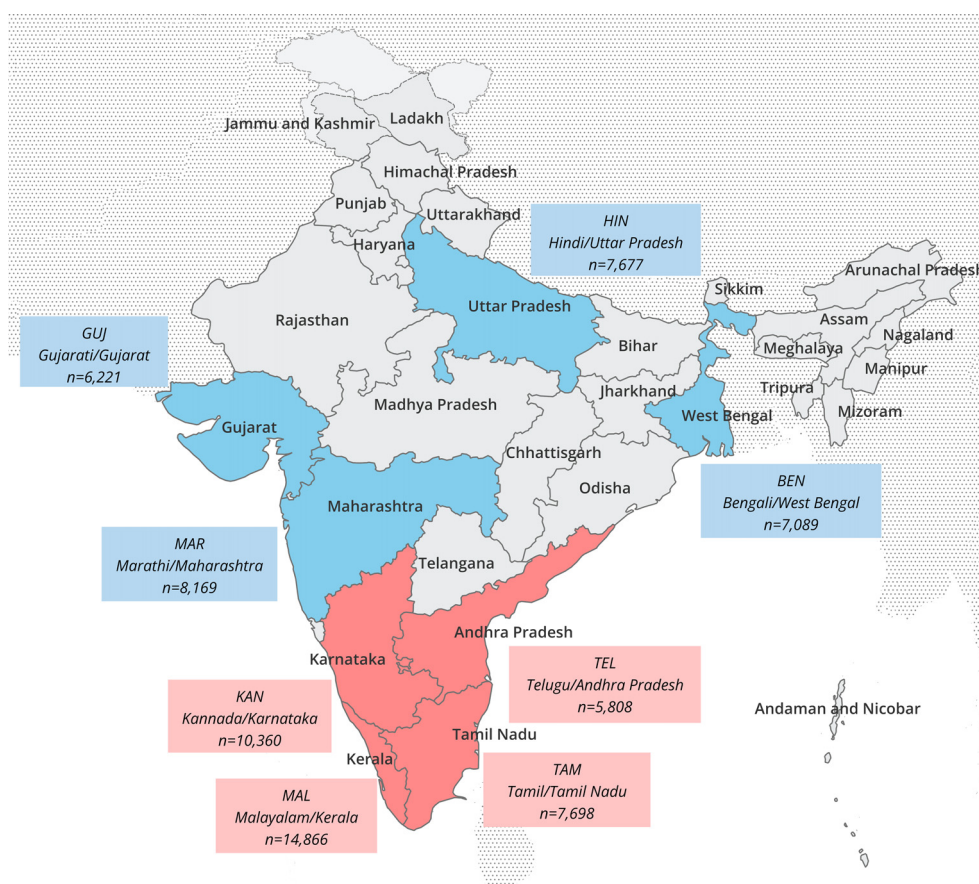 Jammu and Kashmir
Ladakh
Himachal Pradesh
Punjab
Uttarakhand
Haryana
HIN
Hindi/Uttar Pradesh
n=7,677
Arunachal Pradesh
Sikkim
Uttar Pradesh
Rajasthan
Assam
Nagaland
GUJ
Gujarati/Gujarat
n=6,221
Bihar
Meghalaya
Manipur
Jharkhand
Tripura
Madhya Pradesh
West Bengal
Mizoram
Gujarat
Chhattisgarh
Odisha
BEN
Bengali/West Bengal
n=7,089
Maharashtra
MAR
Marathi/Maharashtra
n=8,169
Telangana
Andhra Pradesh
Karnataka
TEL
Telugu/Andhra Pradesh
n=5,808
KAN
Kannada/Karnataka
n=10,360
Andaman and Nicobar
Tamil Nadu
Kerala
TAM
Tamil/Tamil Nadu
n=7,698
MAL
Malayalam/Kerala
n=14,866